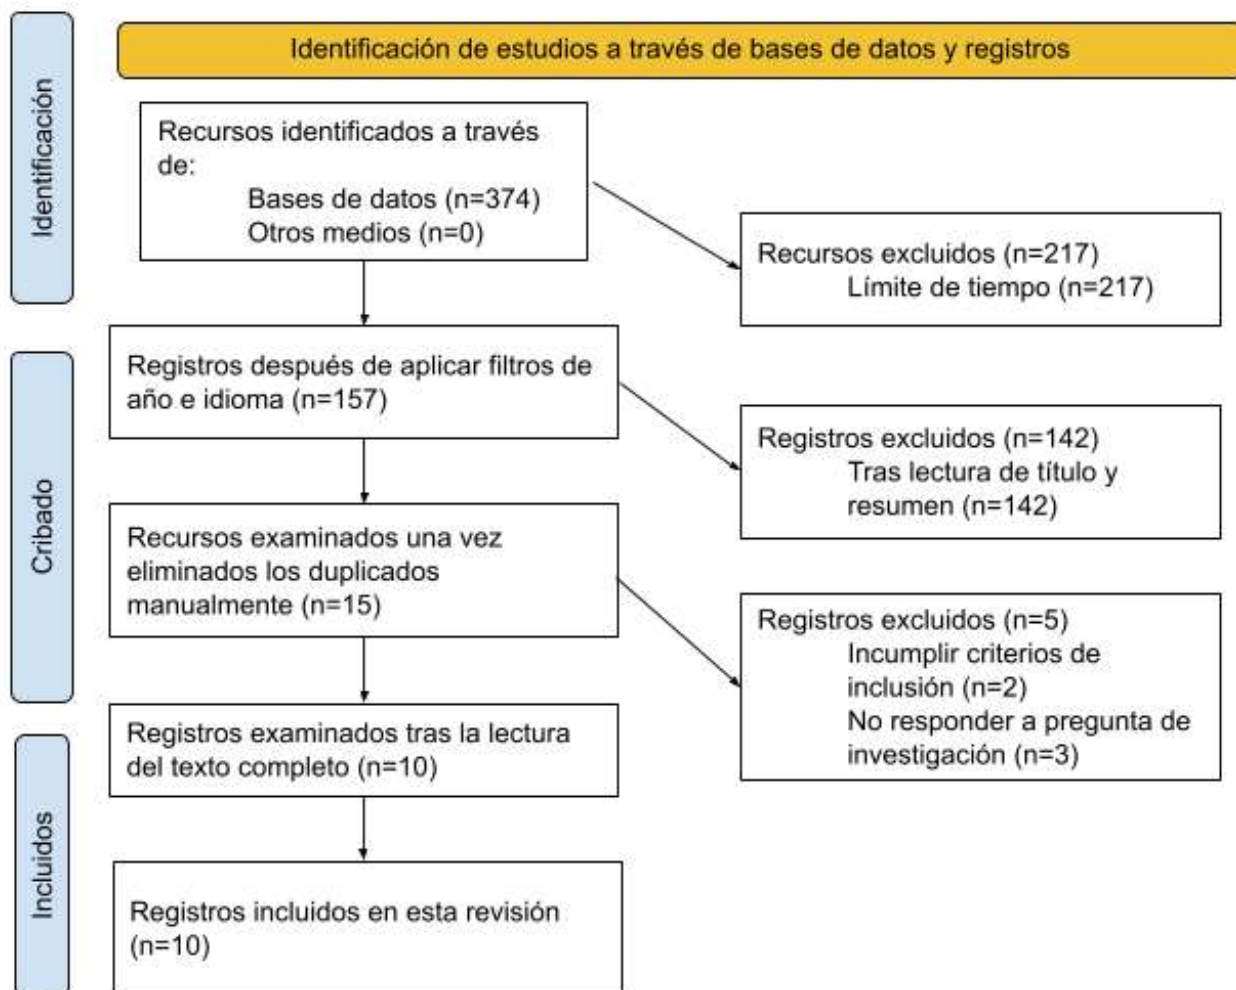 Identificación de estudios a través de bases de datos y registros
Identificación
Recursos identificados a través
de:
Bases de datos (n=374)
Otros medios (n=0)
Recursos excluidos (n=217)
Límite de tiempo (n=217)
Cribado
Registros después de aplicar filtros de
año e idioma (n=157)
Registros excluidos (n=142)
Tras lectura de título y
resumen (n=142)
Recursos examinados una vez
eliminados los duplicados
manualmente (n=15)
Registros excluidos (n=5)
Incumplir criterios de
inclusión (n=2)
No responder a pregunta de
investigación (n=3)
Registros examinados tras la lectura
del texto completo (n=10)
Incluidos
Registros incluidos en esta revisión
(n=10)